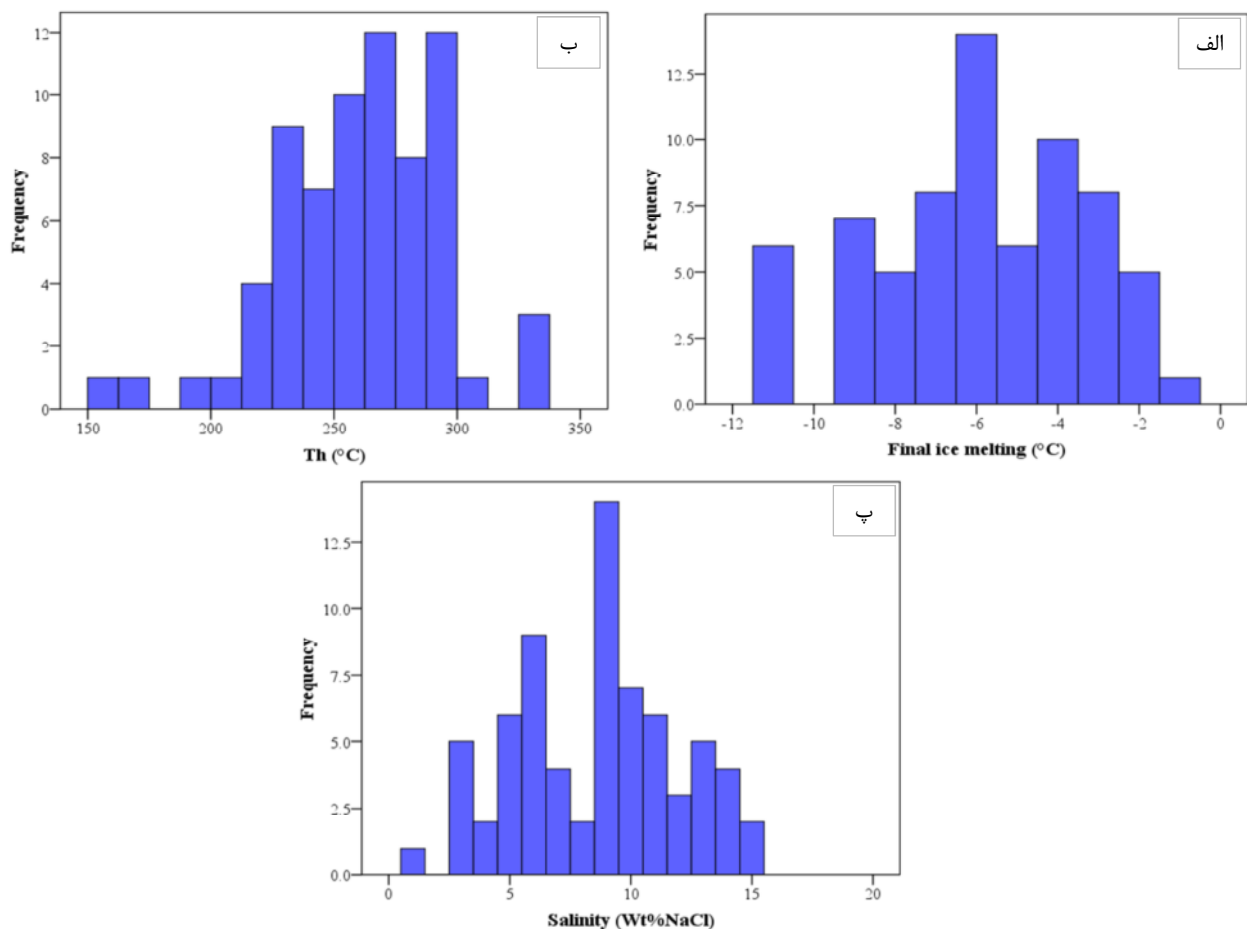 ب
12
10
8
6
4
2
0
Frequency
150 200 250 300 350
Th (°C)
الف
12.5
10.0
7.5
5.0
2.5
0.0
Frequency
-12 -10 -8 -6 -4 -2 0
Final ice melting (°C)
پ
12.5
10.0
7.5
5.0
2.5
0.0
Frequency
0 5 10 15 20
Salinity (Wt%NaCl)